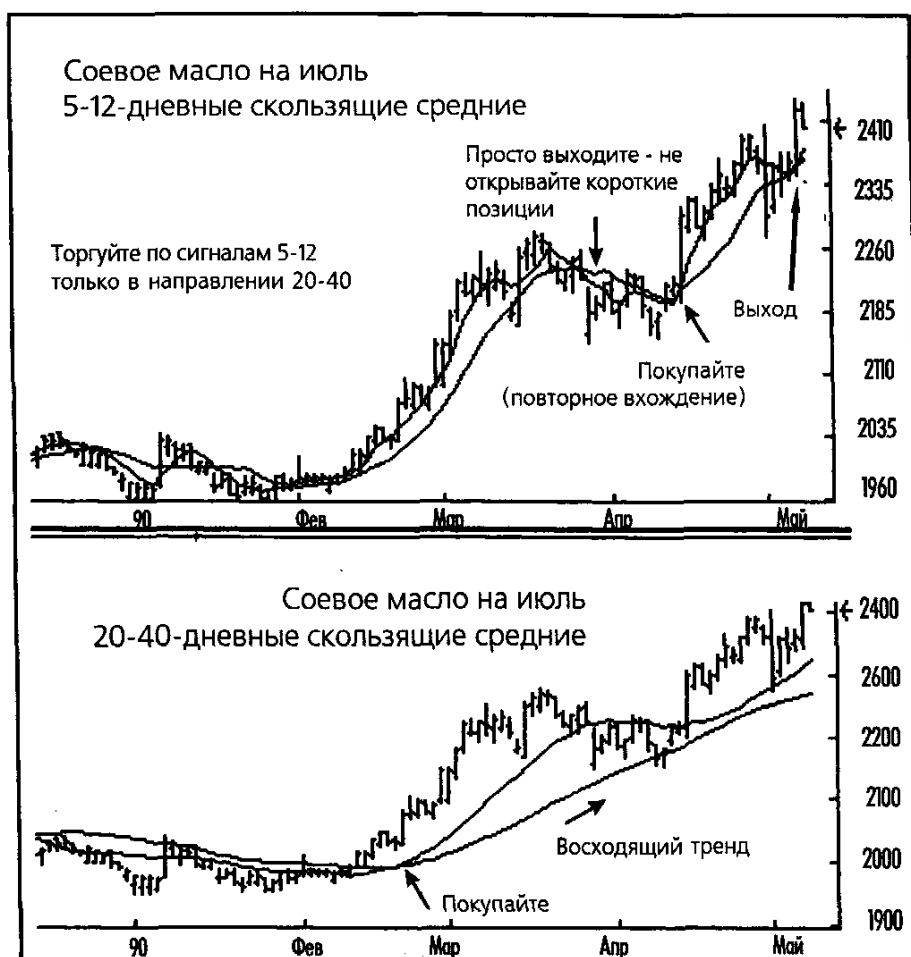 Соевое масло на июль
5-12-дневные скользящие средние
Просто выходите - не
открывайте короткие
позиции
Торгуйте по сигналам 5-12
только в направлении 20-40
Выход
Покупайте
(повторное вхождение)
2410
2335
2260
2185
2110
2035
1960
90
Фев
Мар
Апр
Май
Соевое масло на июль
20-40-дневные скользящие средние
Восходящий тренд
Покупайте
2400
2600
2200
2100
2000
1900
90
Фев
Мар
Апр
Май